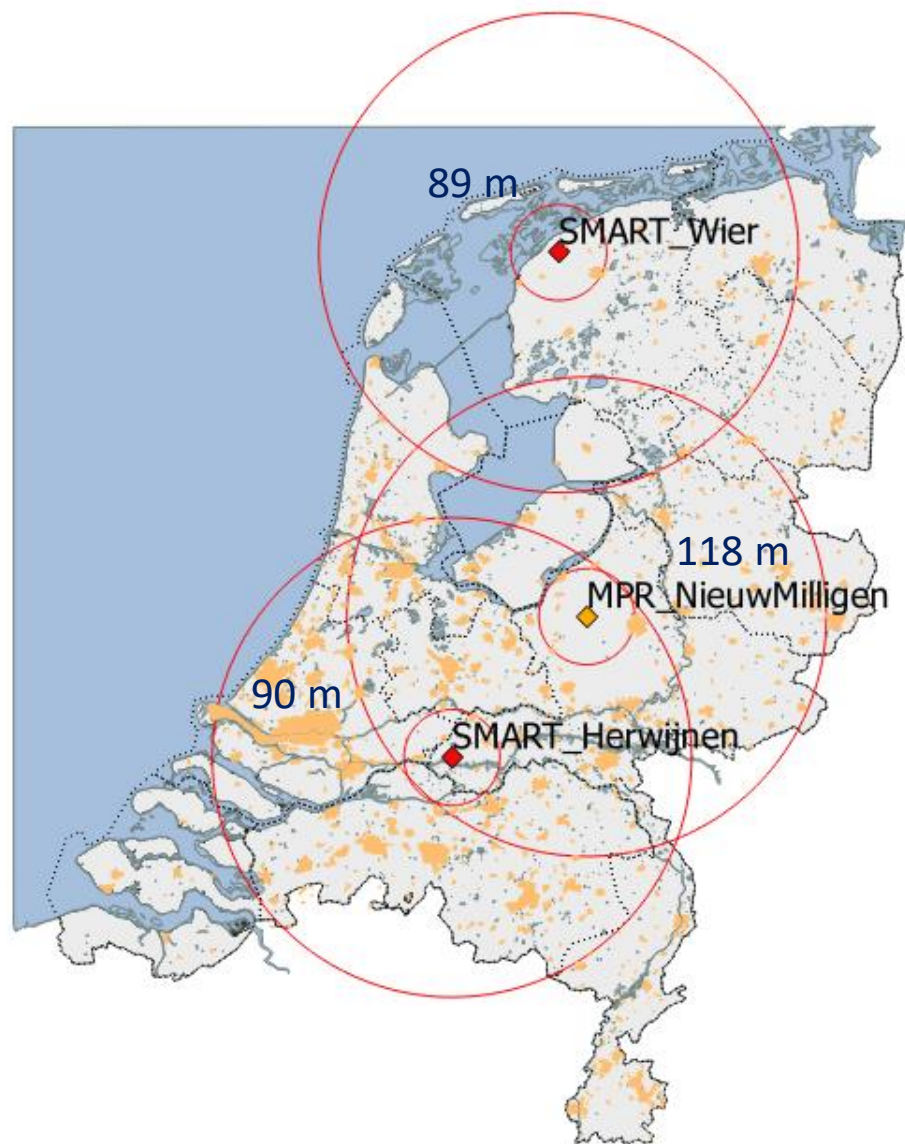 89 m
SMART_Wier
118 m
MPR_NieuwMilligen
90 m
SMART_Herwijnen